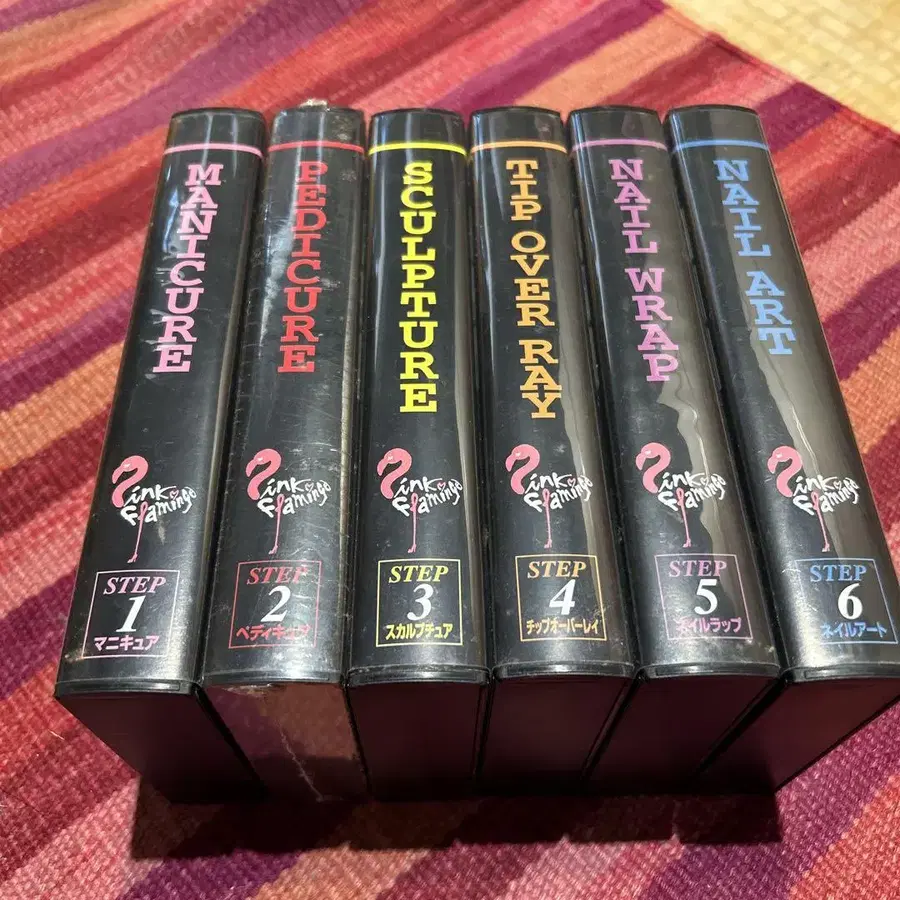 MANICURE
Pink
flamingo
STEP
1
マニキュア
PEDICURE
Pink
flamingo
STEP
2
ペディキュア
SCULPTURE
Pink
flamingo
STEP
3
スカルプチュア
TIP OVER RAY
Pink
flamingo
STEP
4
チップオーバーレイ
NAIL WRAP
Pink
flamingo
STEP
5
ネイルラップ
NAIL ART
Pink
flamingo
STEP
6
ネイルアート